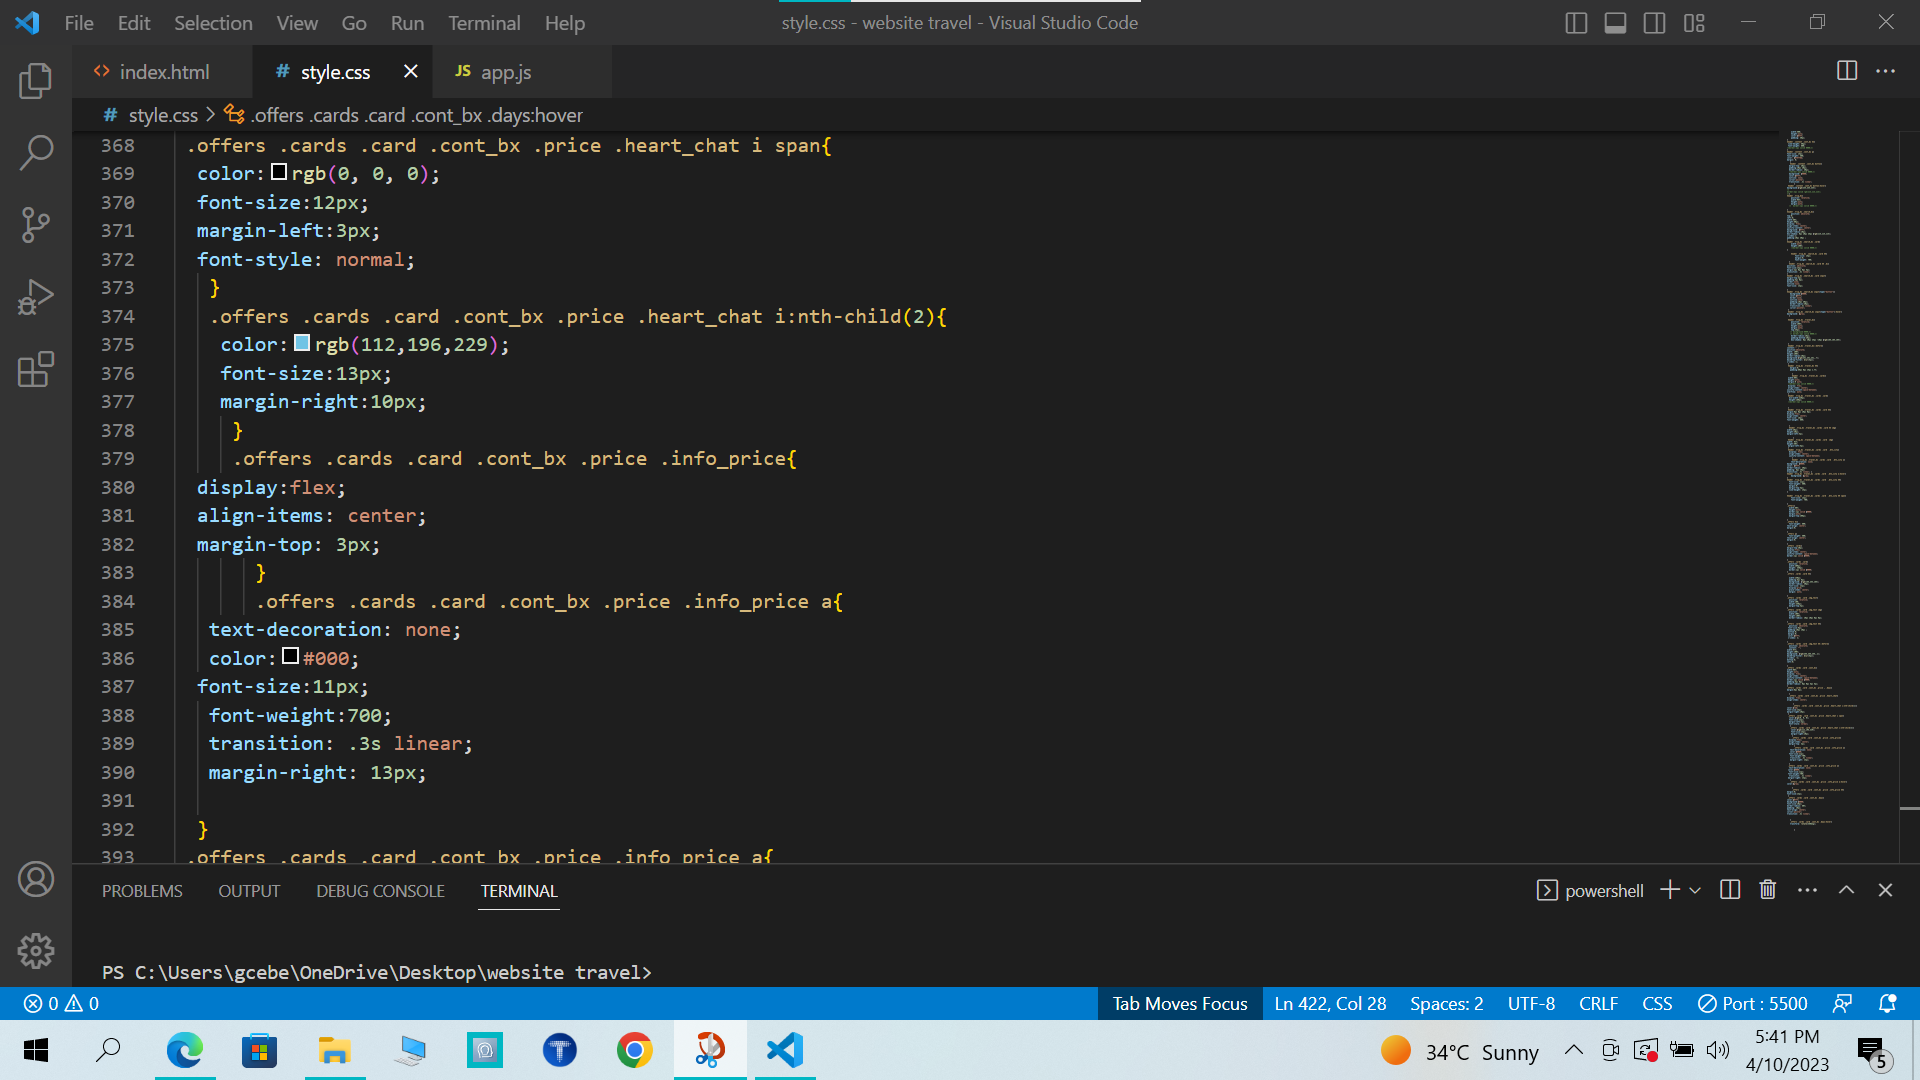 File Edit Selection View Go Run Terminal Help
style.css - website travel - Visual Studio Code
index.html
# style.css
JS app.js
# style.css > .offers .cards .card .cont_bx .days:hover
368 .offers .cards .card .cont_bx .price .heart_chat i span{
369 color: rgb(0, 0, 0);
370 font-size:12px;
371 margin-left:3px;
372 font-style: normal;
373 }
374 .offers .cards .card .cont_bx .price .heart_chat i:nth-child(2){
375 color: rgb(112,196,229);
376 font-size:13px;
377 margin-right:10px;
378 }
379 .offers .cards .card .cont_bx .price .info_price{
380 display:flex;
381 align-items: center;
382 margin-top: 3px;
383 }
384 .offers .cards .card .cont_bx .price .info_price a{
385 text-decoration: none;
386 color: #000;
387 font-size:11px;
388 font-weight:700;
389 transition: .3s linear;
390 margin-right: 13px;
391
392 }
393 .offers .cards .card .cont_bx .price .info_price a{
PROBLEMS OUTPUT DEBUG CONSOLE TERMINAL
powershell
PS C:\Users\gcebe\OneDrive\Desktop\website travel>
0 0
Tab Moves Focus Ln 422, Col 28 Spaces: 2 UTF-8 CRLF CSS Port : 5500
34°C Sunny
5:41 PM
4/10/2023
5